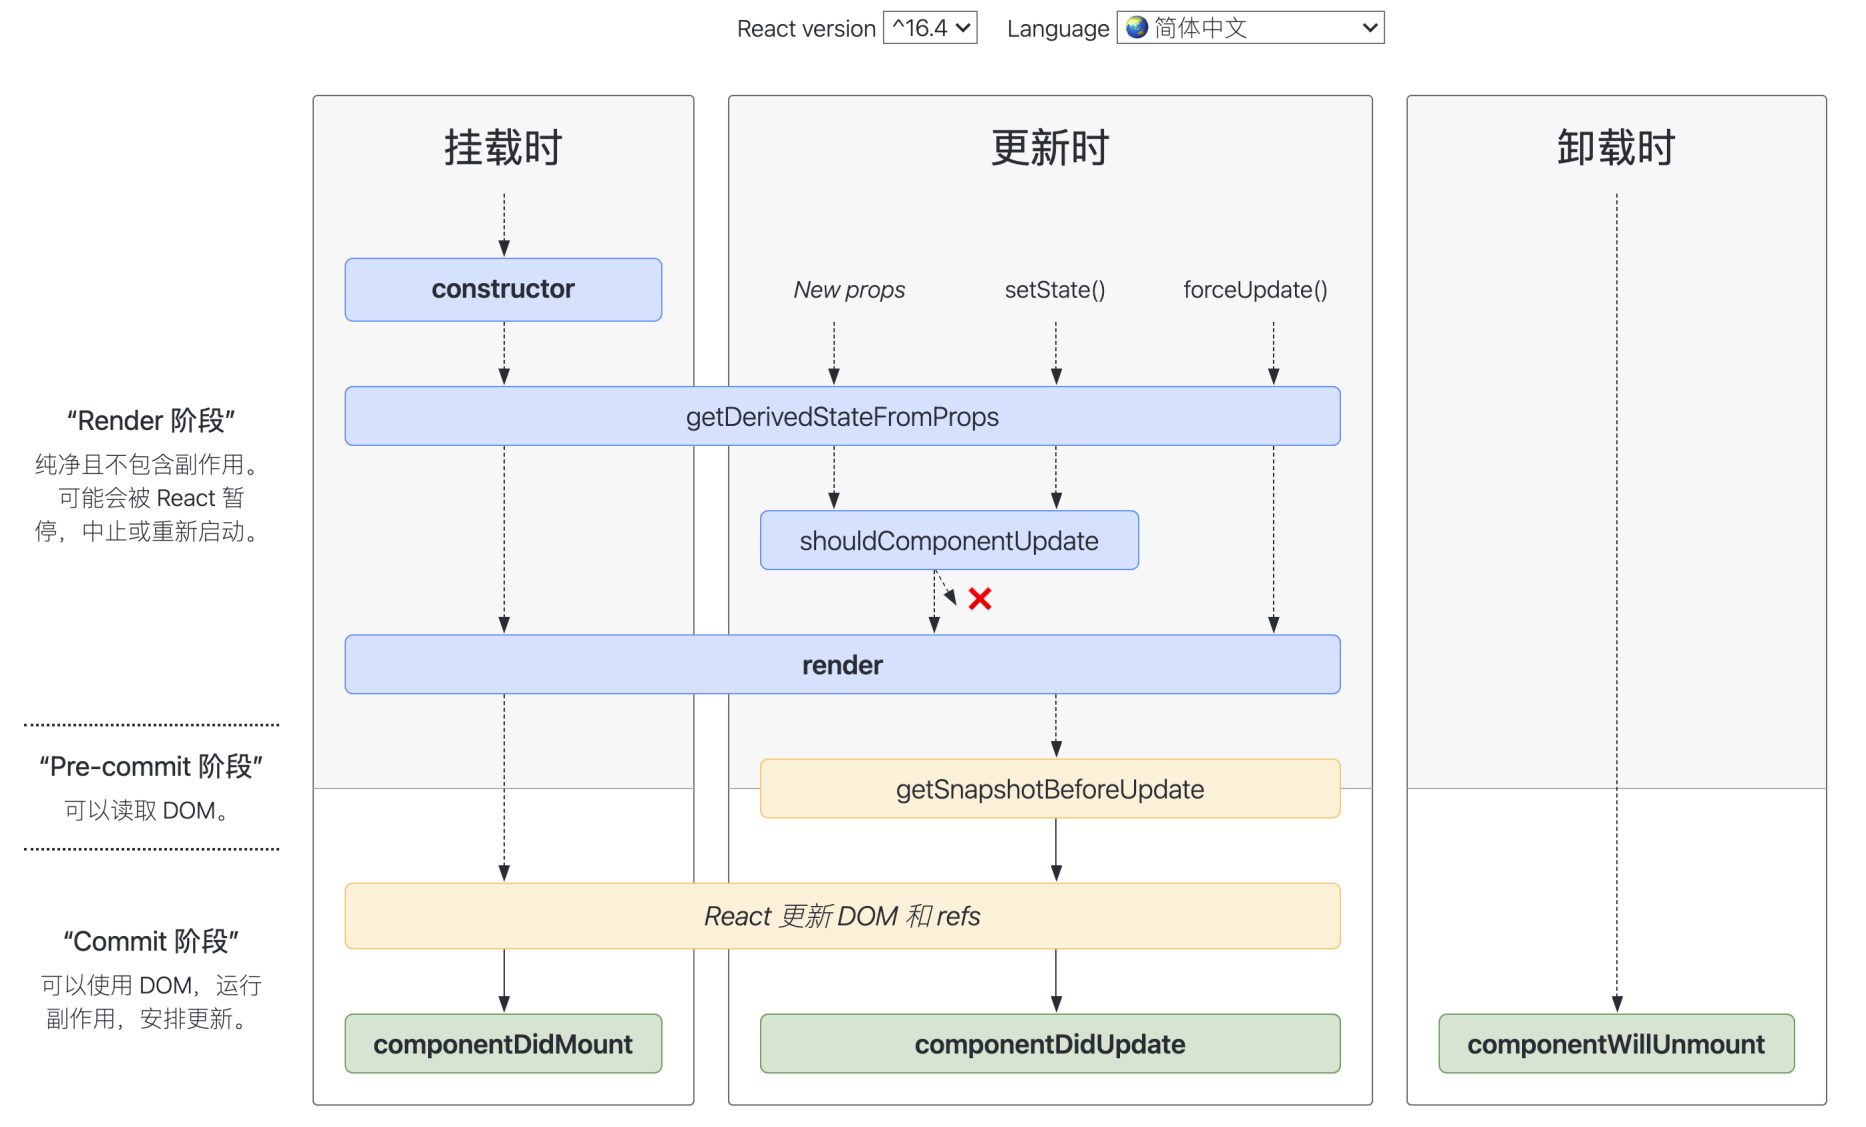 React version ^16.4 Language 简体中文
挂载时
更新时
卸载时
constructor
New props
setState()
forceUpdate()
getDerivedStateFromProps
“Render 阶段”
纯净且不包含副作用。
可能会被 React 暂
停，中止或重新启动。
shouldComponentUpdate
render
“Pre-commit 阶段”
可以读取 DOM。
getSnapshotBeforeUpdate
React 更新 DOM 和 refs
“Commit 阶段”
可以使用 DOM，运行
副作用，安排更新。
componentDidMount
componentDidUpdate
componentWillUnmount